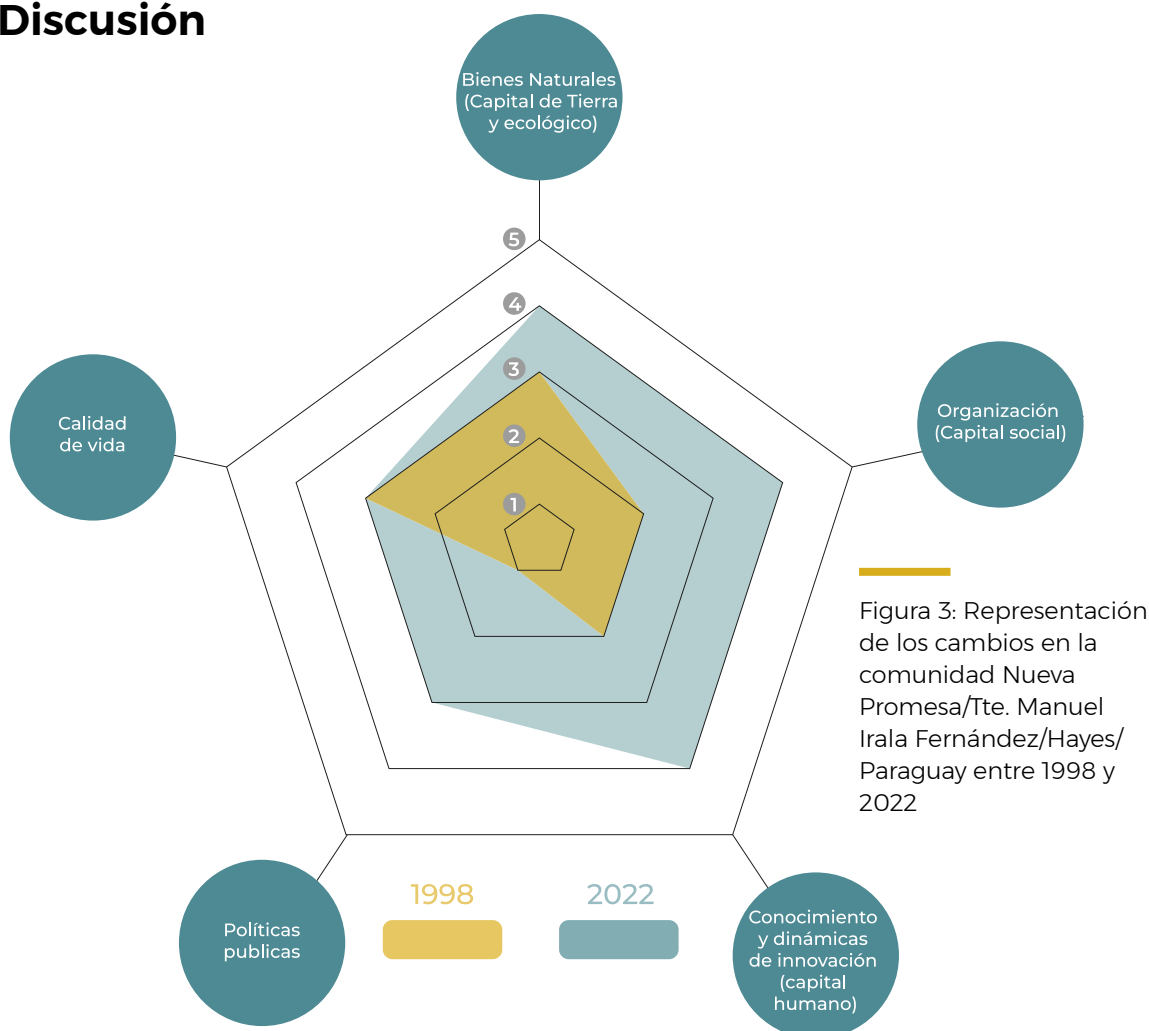 Discusión
Bienes Naturales
(Capital de Tierra
y ecológico)
5
4
3
2
1
Calidad
de vida
Organización
(Capital social)
Figura 3: Representación
de los cambios en la
comunidad Nueva
Promesa/Tte. Manuel
Irala Fernández/Hayes/
Paraguay entre 1998 y
2022
Políticas
publicas
1998
2022
Conocimiento
y dinámicas
de innovación
(capital
humano)